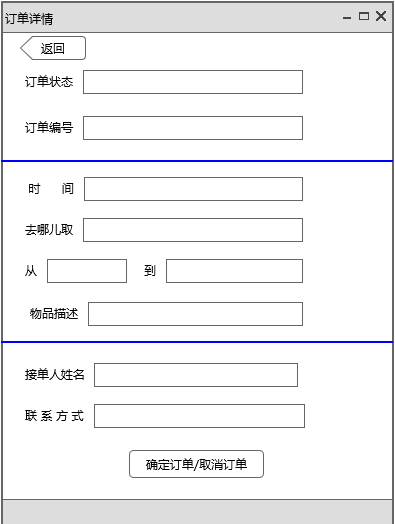 订单详情
返回
订单状态
订单编号
时 间
去哪儿取
从 到
物品描述
接单人姓名
联 系 方 式
确定订单/取消订单